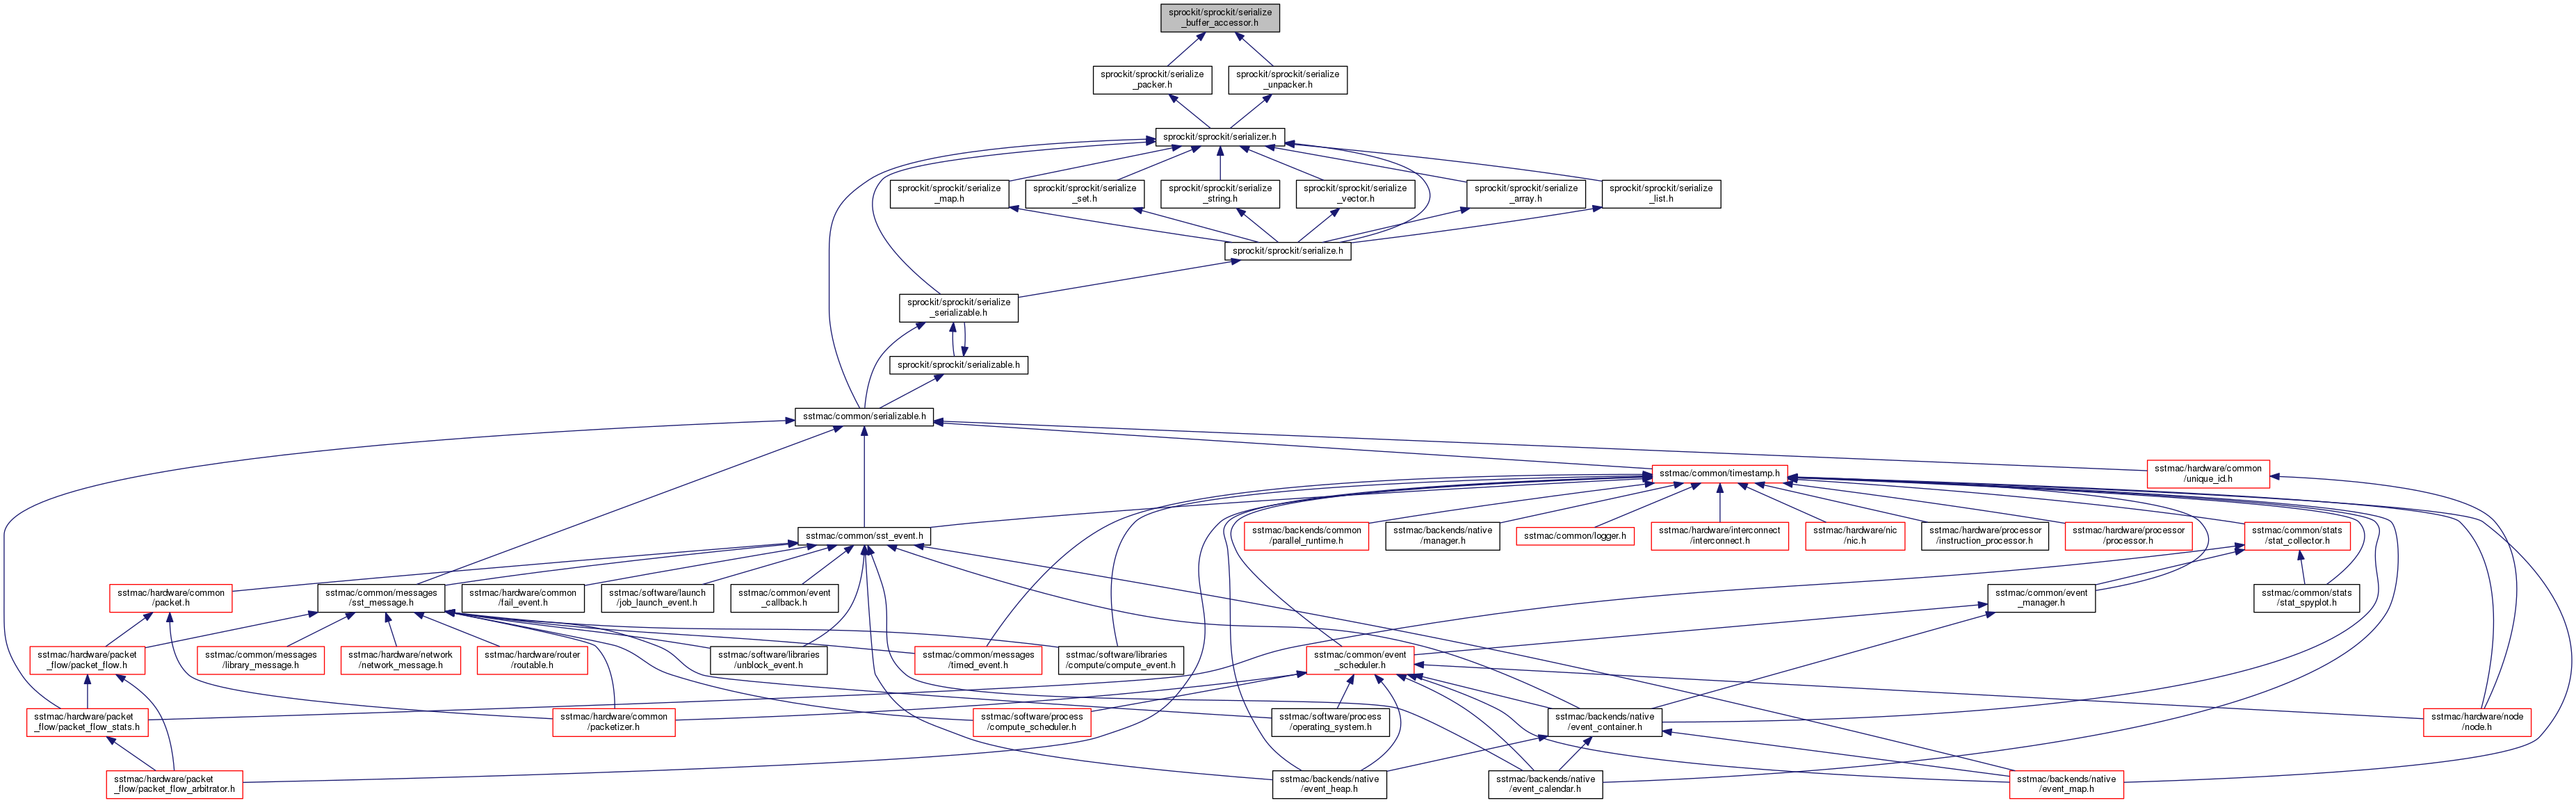 sprockit/sprockit/serialize
_buffer_accessor.h
sprockit/sprockit/serialize
_packer.h
sprockit/sprockit/serialize
_unpacker.h
sprockit/sprockit/serializer.h
sprockit/sprockit/serialize
_map.h
sprockit/sprockit/serialize
_set.h
sprockit/sprockit/serialize
_string.h
sprockit/sprockit/serialize
_vector.h
sprockit/sprockit/serialize
_array.h
sprockit/sprockit/serialize
_list.h
sprockit/sprockit/serialize.h
sprockit/sprockit/serialize
_serializable.h
sprockit/sprockit/serializable.h
sstmac/common/serializable.h
sstmac/common/timestamp.h
sstmac/hardware/common
/unique_id.h
sstmac/common/sst_event.h
sstmac/backends/common
/parallel_runtime.h
sstmac/backends/native
/manager.h
sstmac/common/logger.h
sstmac/hardware/interconnect
/interconnect.h
sstmac/hardware/nic
/nic.h
sstmac/hardware/processor
/instruction_processor.h
sstmac/hardware/processor
/processor.h
sstmac/common/stats
/stat_collector.h
sstmac/hardware/common
/packet.h
sstmac/common/messages
/sst_message.h
sstmac/hardware/common
/fail_event.h
sstmac/software/launch
/job_launch_event.h
sstmac/common/event
_callback.h
sstmac/common/event
_manager.h
sstmac/common/stats
/stat_spyplot.h
sstmac/hardware/packet
_flow/packet_flow.h
sstmac/common/messages
/library_message.h
sstmac/hardware/network
/network_message.h
sstmac/hardware/router
/routable.h
sstmac/software/libraries
/unblock_event.h
sstmac/common/messages
/timed_event.h
sstmac/software/libraries
/compute/compute_event.h
sstmac/common/event
_scheduler.h
sstmac/hardware/packet
_flow/packet_flow_stats.h
sstmac/hardware/common
/packetizer.h
sstmac/software/process
/compute_scheduler.h
sstmac/software/process
/operating_system.h
sstmac/backends/native
/event_container.h
sstmac/hardware/node
/node.h
sstmac/hardware/packet
_flow/packet_flow_arbitrator.h
sstmac/backends/native
/event_heap.h
sstmac/backends/native
/event_calendar.h
sstmac/backends/native
/event_map.h